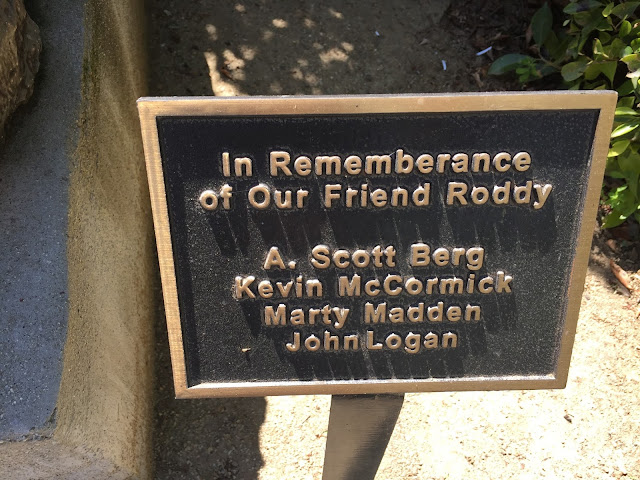 In Rememberance
of Our Friend Roddy
A. Scott Berg
Kevin McCormick
Marty Madden
John Logan